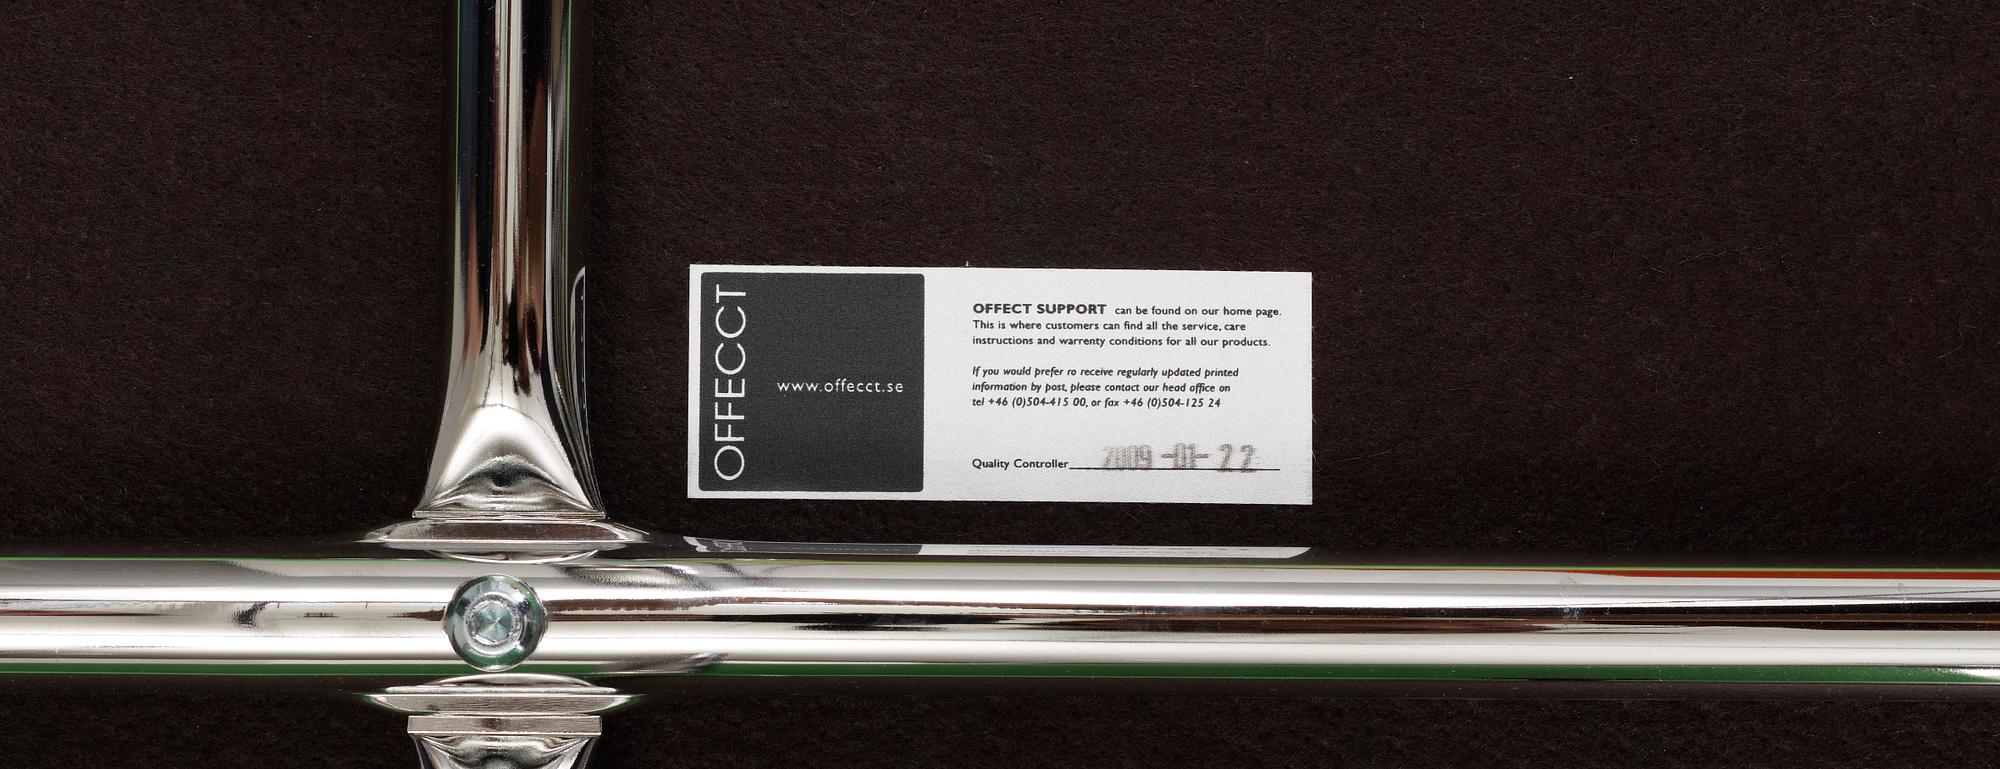 OFFECCT
www.offecct.se
OFFECT SUPPORT can be found on our home page.
This is where customers can find all the service, care
instructions and warrenty conditions for all our products.
If you would prefer ro receive regularly updated printed
information by post, please contact our head office on
tel +46 (0)504-415 00, or fax +46 (0)504-125 24
Quality Controller 2009-01-22